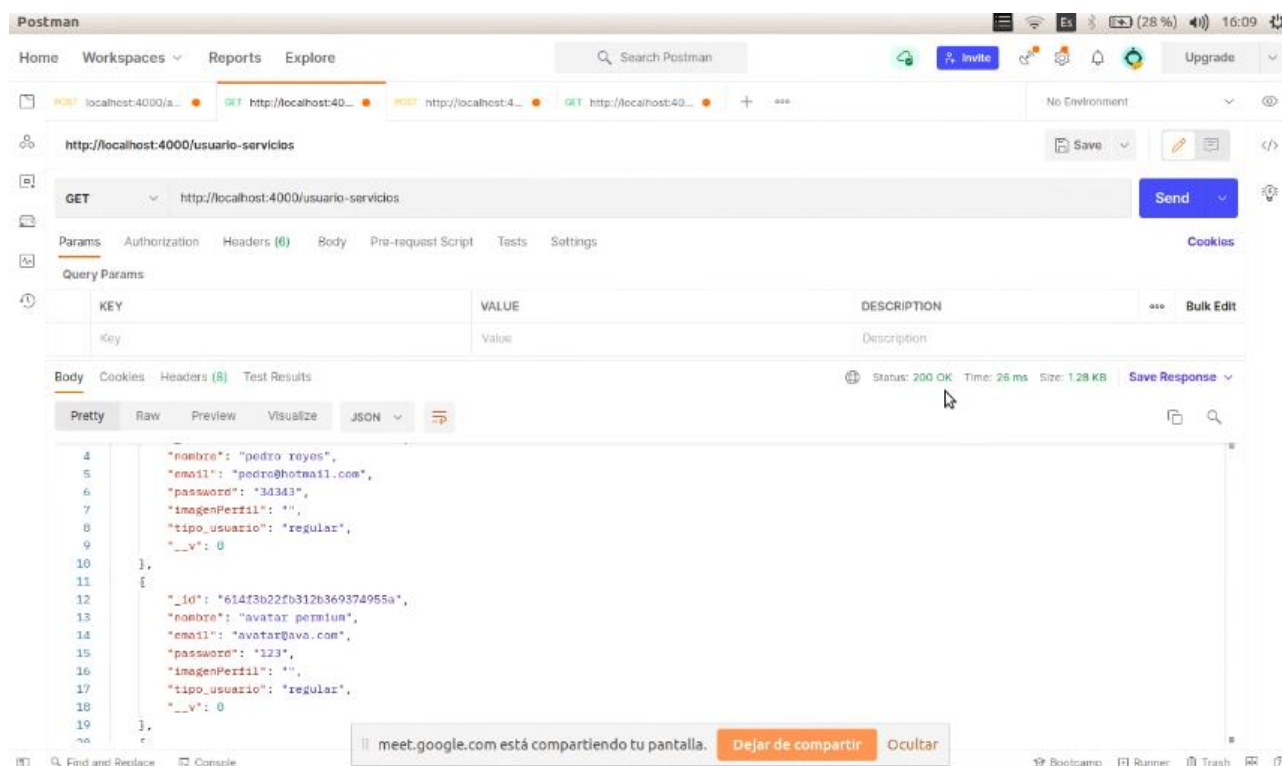 Postman
Es (28 %) 16:09
Home Workspaces Reports Explore Search Postman Invite Upgrade
POST localhost:4000/a... GET http://localhost:40... POST http://localhost:4... GET http://localhost:40... + ooo No Environment
http://localhost:4000/usuario-servicios Save
GET http://localhost:4000/usuario-servicios Send
Params Authorization Headers (6) Body Pre-request Script Tests Settings Cookies
Query Params
KEY VALUE DESCRIPTION ooo Bulk Edit
Key Value Description
Body Cookies Headers (8) Test Results Status: 200 OK Time: 26 ms Size: 1.28 KB Save Response
Pretty Raw Preview Visualize JSON
4 "nombre": "pedro reyes",
5 "email": "pedro@hotmail.com",
6 "password": "34343",
7 "imagenPerfil": "",
8 "tipo_usuario": "regular",
9 "__v": 0
10 },
11 {
12 "_id": "614f3b22fb312b369374955a",
13 "nombre": "avatar permium",
14 "email": "avatar@ava.com",
15 "password": "123",
16 "imagenPerfil": "",
17 "tipo_usuario": "regular",
18 "__v": 0
19 },
20 {
meet.google.com está compartiendo tu pantalla. Dejar de compartir Ocultar
Find and Replace Console Bootcamp Runner Trash